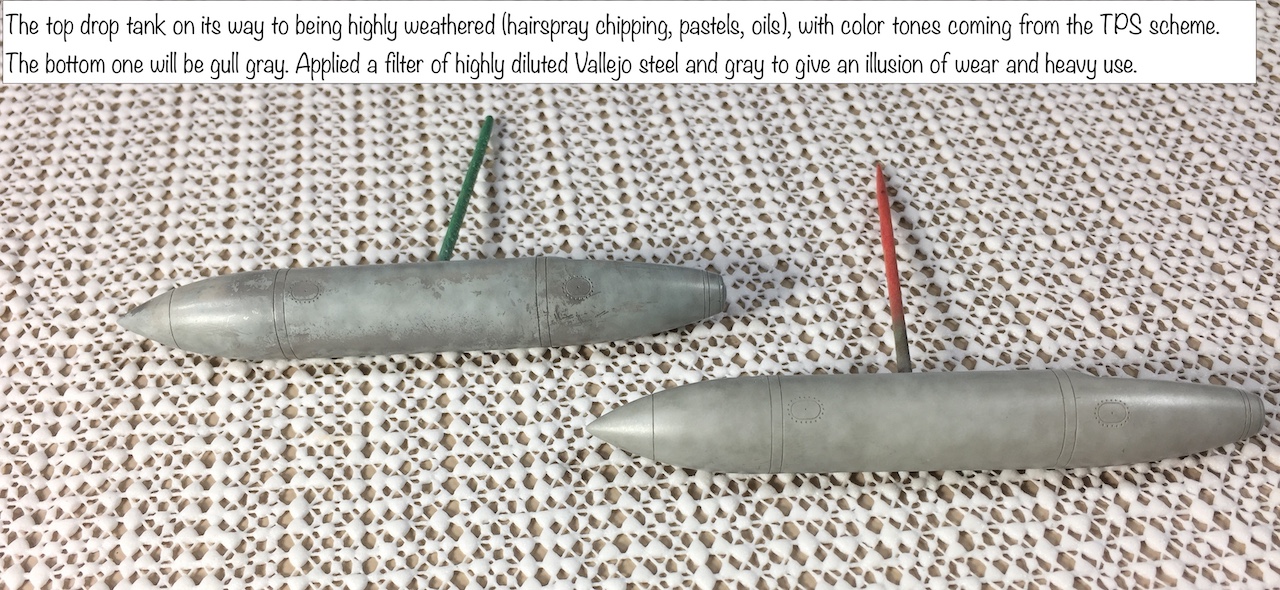 The top drop tank on its way to being highly weathered (hairspray chipping, pastels, oils), with color tones coming from the TPS scheme.
The bottom one will be gull gray. Applied a filter of highly diluted Vallejo steel and gray to give an illusion of wear and heavy use.